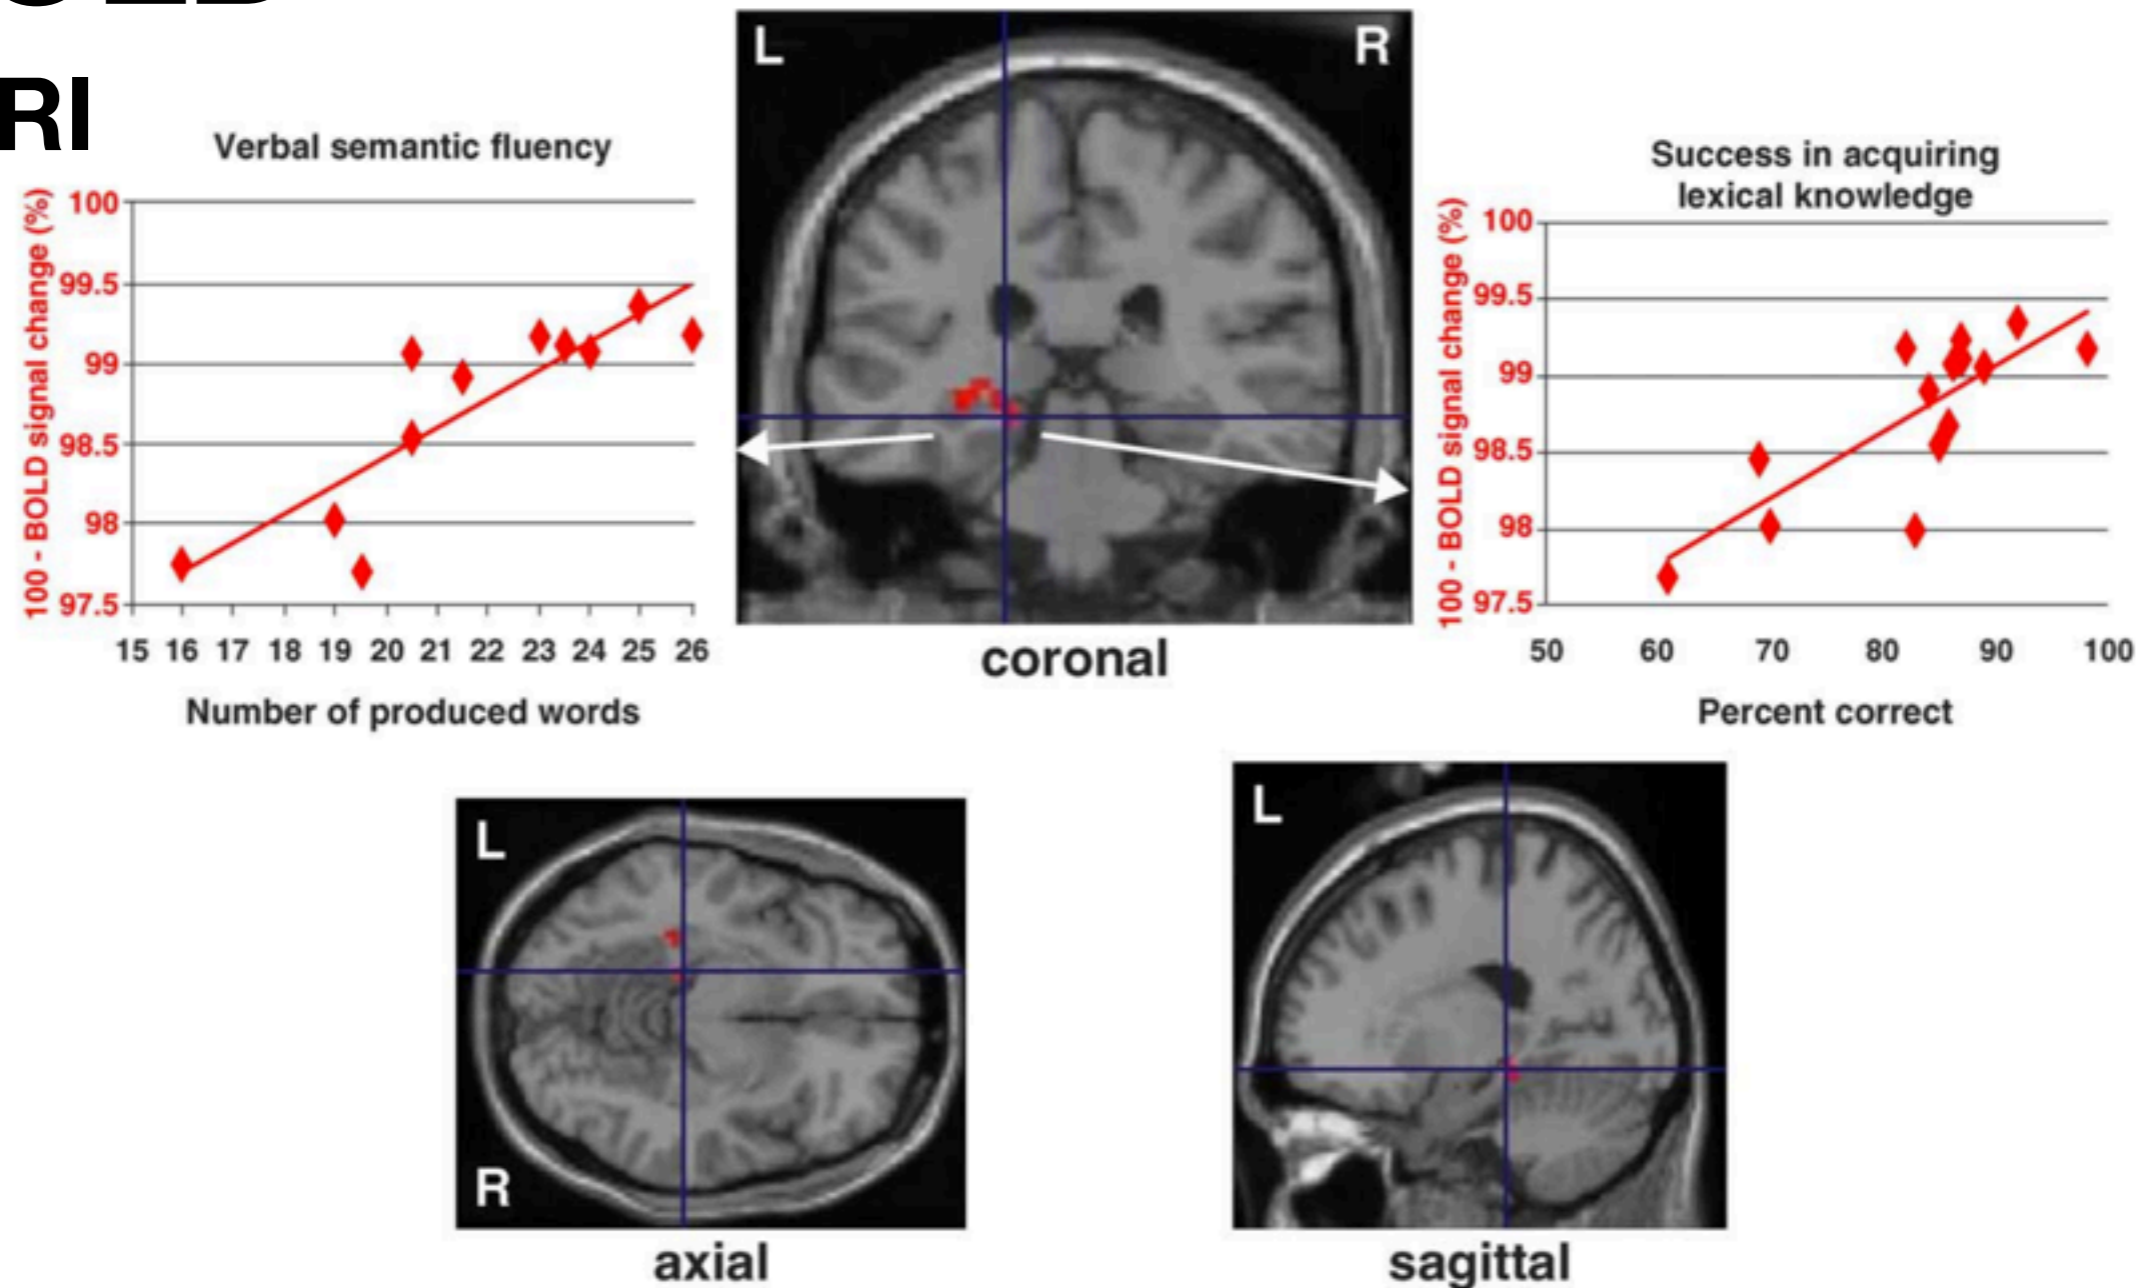 RI
Verbal semantic fluency
100 - BOLD signal change (%)
100
99.5
99
98.5
98
97.5
15 16 17 18 19 20 21 22 23 24 25 26
Number of produced words
L R
coronal
Success in acquiring
lexical knowledge
100 - BOLD signal change (%)
100
99.5
99
98.5
98
97.5
50 60 70 80 90 100
Percent correct
L
R
axial
L
sagittal